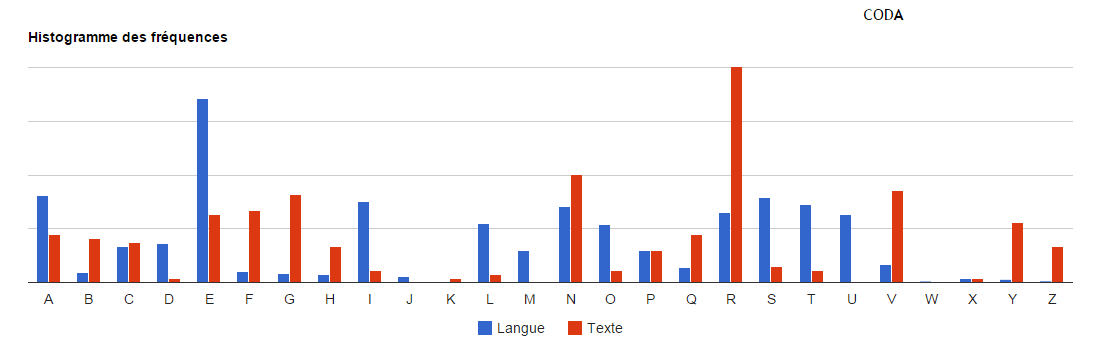 CODA
Histogramme des fréquences
A B C D E F G H I J K L M N O P Q R S T U V W X Y Z
Langue Texte